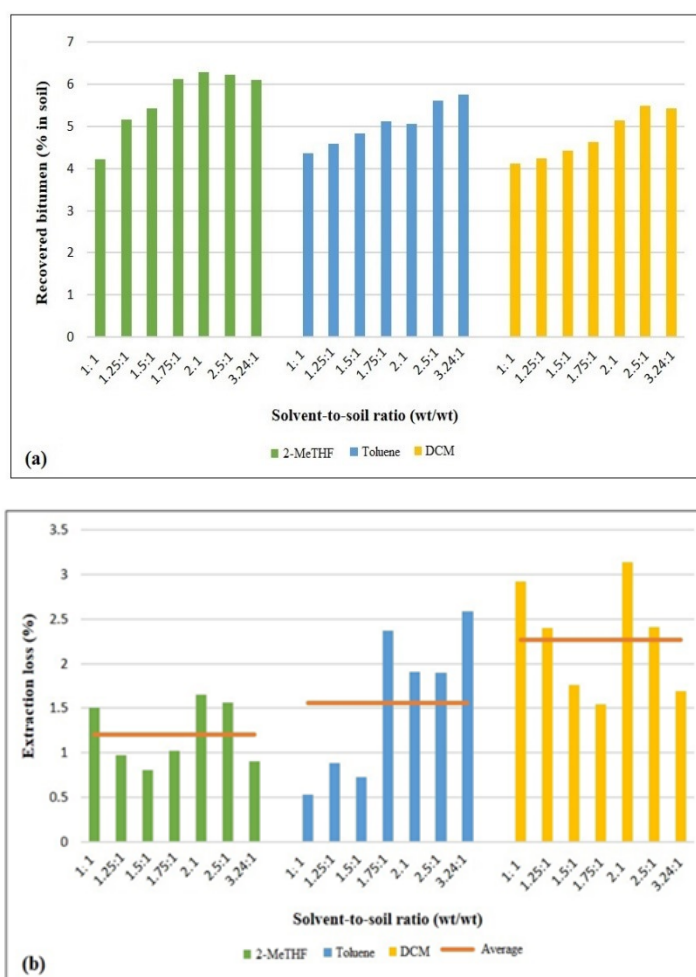 7
6
5
4
3
2
1
0
Recovered bitumen (% in soil)
1: 1 1.25:1 1.5:1 1.75:1 2.1 2.5:1 3.24:1 1: 1 1.25:1 1.5:1 1.75:1 2.1 2.5:1 3.24:1 1: 1 1.25:1 1.5:1 1.75:1 2.1 2.5:1 3.24:1
Solvent-to-soil ratio (wt/wt)
2-MeTHF Toluene DCM
(a)
3.5
3
2.5
2
1.5
1
0.5
0
Extraction loss (%)
1: 1 1.25:1 1.5:1 1.75:1 2.1 2.5:1 3.24:1 1: 1 1.25:1 1.5:1 1.75:1 2.1 2.5:1 3.24:1 1: 1 1.25:1 1.5:1 1.75:1 2.1 2.5:1 3.24:1
Solvent-to-soil ratio (wt/wt)
2-MeTHF Toluene DCM Average
(b)